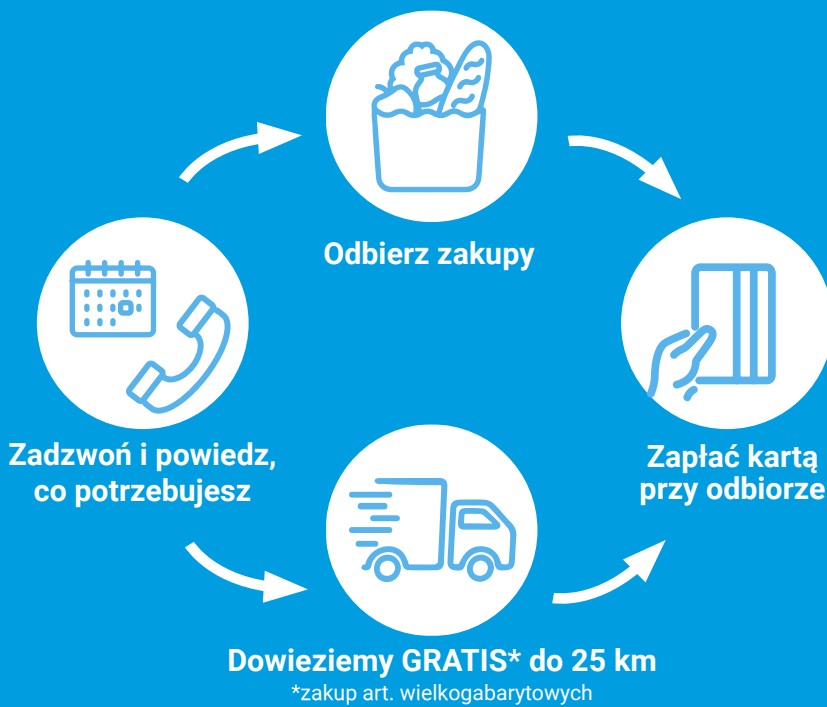 Odbierz zakupy
Zadzwoń i powiedz,
co potrzebujesz
Zapłać kartą
przy odbiorze
Dowieziemy GRATIS* do 25 km
*zakup art. wielkogabarytowych